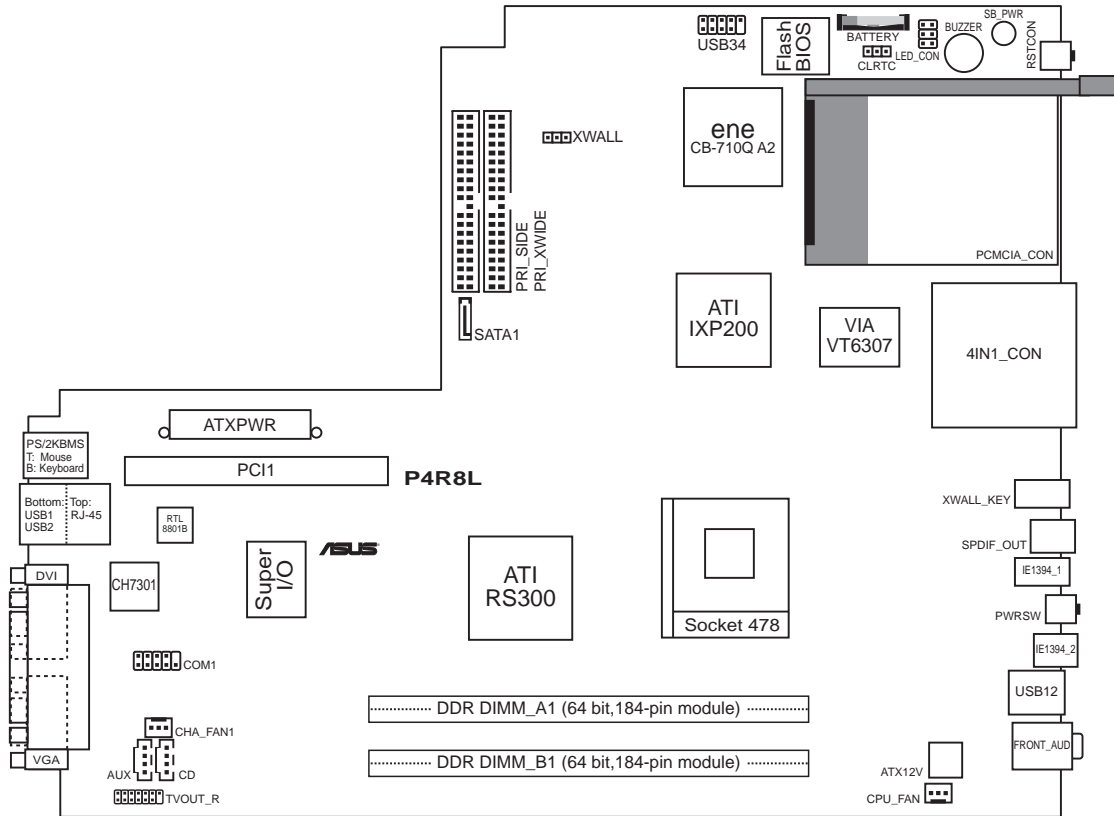 USB34
Flash
BIOS
BATTERY
CLRTC
LED_CON
BUZZER
SB_PWR
RSTCON
XWALL
ene
CB-710Q A2
PCMCIA_CON
PRI_SIDE
PRI_XWIDE
SATA1
ATI
IXP200
VIA
VT6307
4IN1_CON
ATXPWR
PS/2KBMS
T: Mouse
B: Keyboard
PCI1
P4R8L
Bottom:
USB1
USB2
Top:
RJ-45
RTL
8801B
XWALL_KEY
SPDIF_OUT
ASUS
Super
I/O
ATI
RS300
Socket 478
IE1394_1
DVI
CH7301
PWRSW
IE1394_2
COM1
USB12
DDR DIMM_A1 (64 bit,184-pin module)
CHA_FAN1
FRONT_AUD
VGA
AUX
CD
DDR DIMM_B1 (64 bit,184-pin module)
ATX12V
TVOUT_R
CPU_FAN